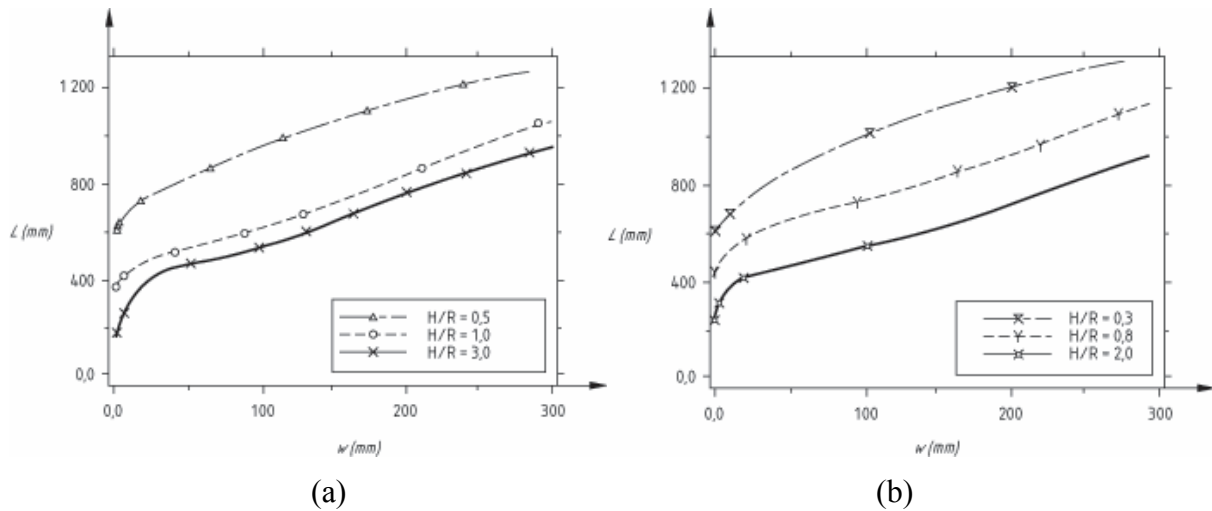 1 200
800
L (mm)
400
0,0
H/R = 0,5
H/R = 1,0
H/R = 3,0
0,0 100 200 300
w (mm)
(a)
1 200
800
L (mm)
400
0,0
H/R = 0,3
H/R = 0,8
H/R = 2,0
0,0 100 200 300
w (mm)
(b)